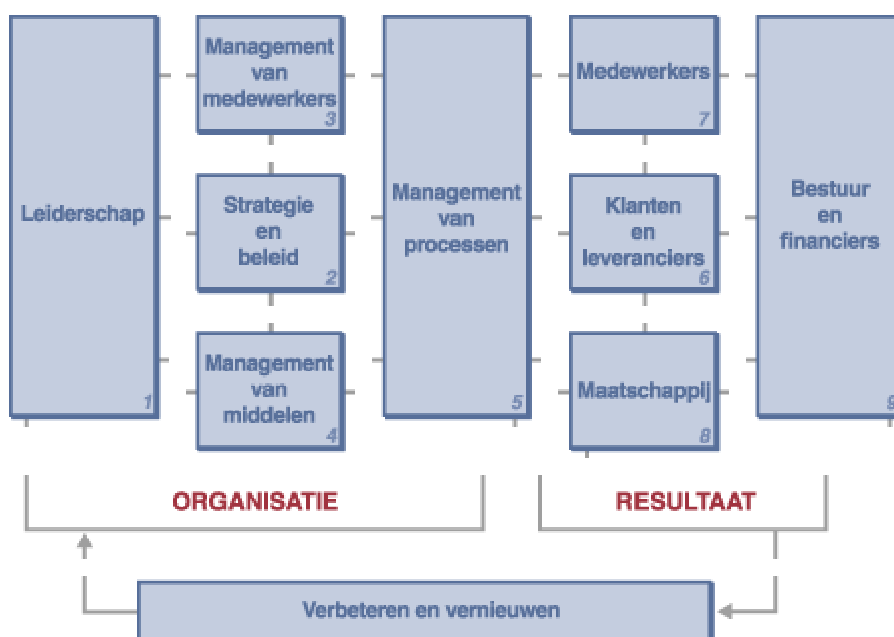 Leiderschap
1
Management
van
medewerkers
3
Strategie
en
beleid
2
Management
van
middelen
4
Management
van
processen
5
Medewerkers
7
Klanten
en
leveranciers
6
Maatschappij
8
Bestuur
en
financiers
9
ORGANISATIE
RESULTAAT
Verbeteren en vernieuwen